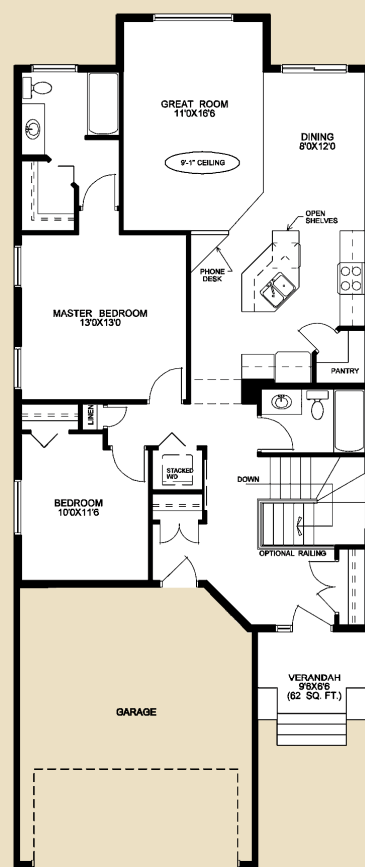 GREAT ROOM
11'0X16'6
9'-1" CEILING
DINING
8'0X12'0
OPEN
SHELVES
PHONE
DESK
MASTER BEDROOM
13'0X13'0
PANTRY
LINEN
STACKED
W/D
DOWN
BEDROOM
10'0X11'6
OPTIONAL RAILING
VERANDAH
9'6X6'6
(62 SQ. FT.)
GARAGE